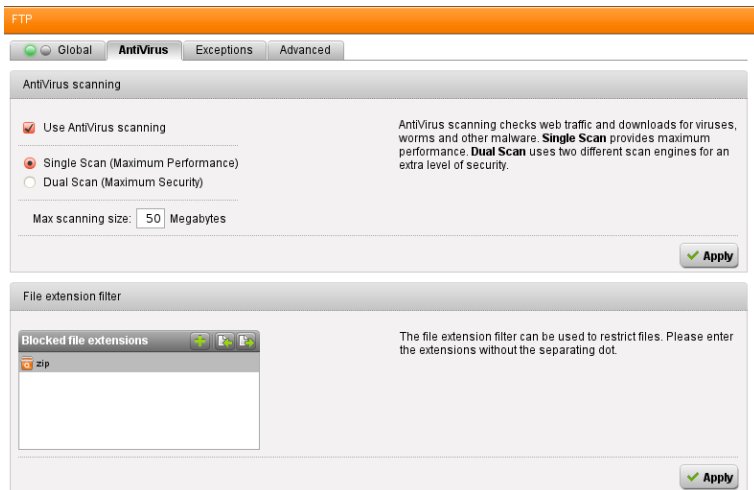 FTP
Global AntiVirus Exceptions Advanced
AntiVirus scanning
Use AntiVirus scanning
Single Scan (Maximum Performance)
Dual Scan (Maximum Security)
Max scanning size: 50 Megabytes
AntiVirus scanning checks web traffic and downloads for viruses,
worms and other malware. Single Scan provides maximum
performance. Dual Scan uses two different scan engines for an
extra level of security.
Apply
File extension filter
Blocked file extensions
zip
The file extension filter can be used to restrict files. Please enter
the extensions without the separating dot.
Apply